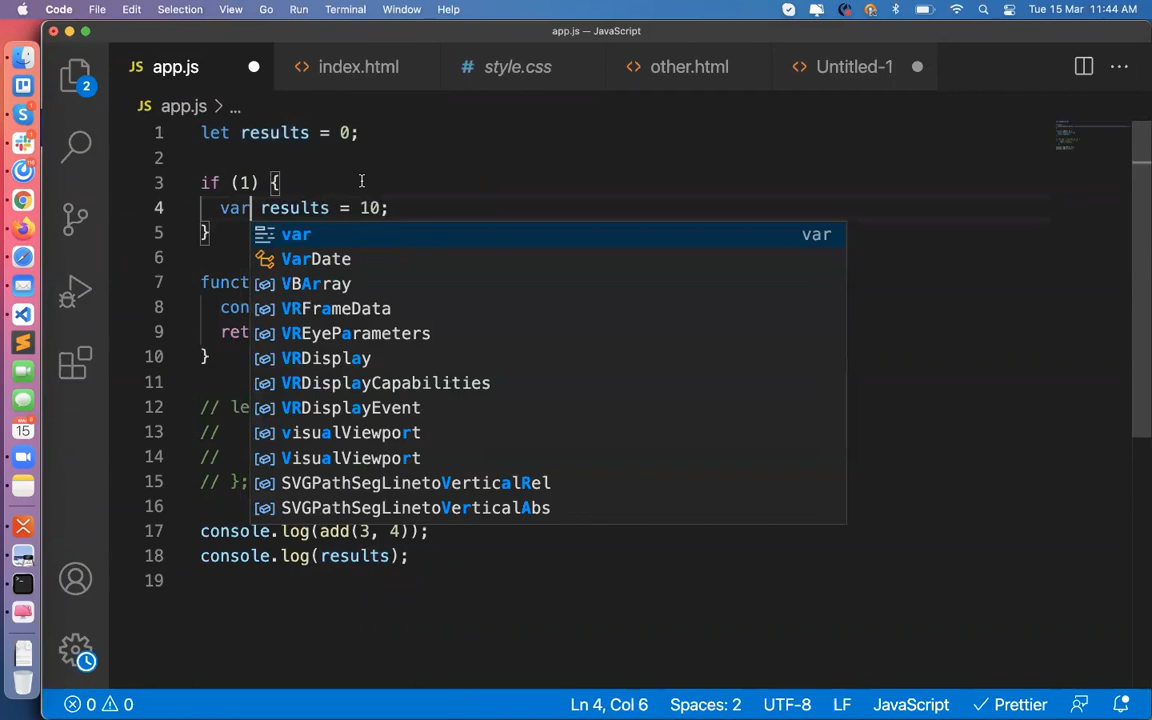 Code File Edit Selection View Go Run Terminal Window Help Tue 15 Mar 11:44 AM
app.js — JavaScript
JS app.js index.html # style.css other.html Untitled-1
JS app.js > ...
1 let results = 0;
2
3 if (1) {
4 var results = 10;
5 }
6
7 funct
8 con
9 ret
10 }
11
12 // le
13 //
14 //
15 // };
16
17 console.log(add(3, 4));
18 console.log(results);
19
var var
VarDate
VBArray
VRFrameData
VREyeParameters
VRDisplay
VRDisplayCapabilities
VRDisplayEvent
visualViewport
VisualViewport
SVGPathSegLinetoVerticalRel
SVGPathSegLinetoVerticalAbs
2
MAR
15
0 0 Ln 4, Col 6 Spaces: 2 UTF-8 LF JavaScript Prettier